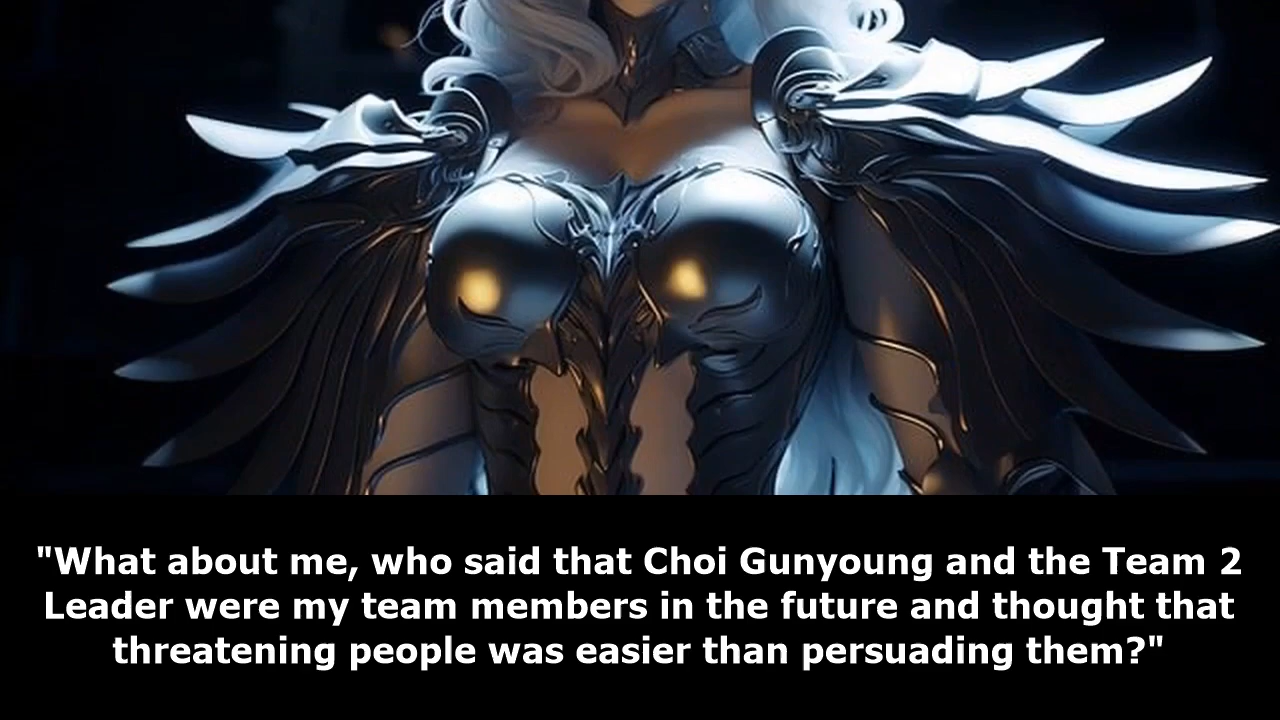 "What about me, who said that Choi Gunyoung and the Team 2
Leader were my team members in the future and thought that
threatening people was easier than persuading them?"